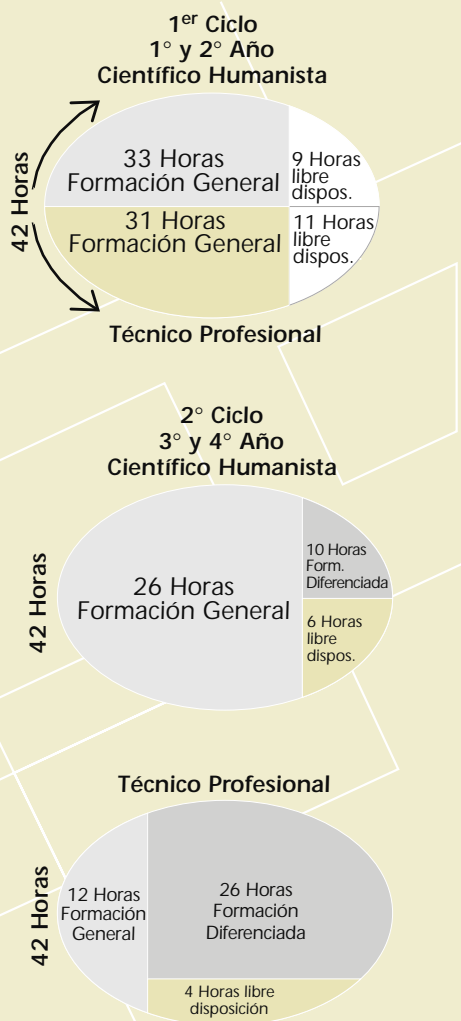 1er Ciclo
1° y 2° Año
Científico Humanista
42 Horas
33 Horas
Formación General
9 Horas
libre
dispos.
31 Horas
Formación General
11 Horas
libre
dispos.
Técnico Profesional
2° Ciclo
3° y 4° Año
Científico Humanista
42 Horas
26 Horas
Formación General
10 Horas
Form.
Diferenciada
6 Horas
libre
dispos.
Técnico Profesional
42 Horas
12 Horas
Formación
General
26 Horas
Formación
Diferenciada
4 Horas libre
disposición